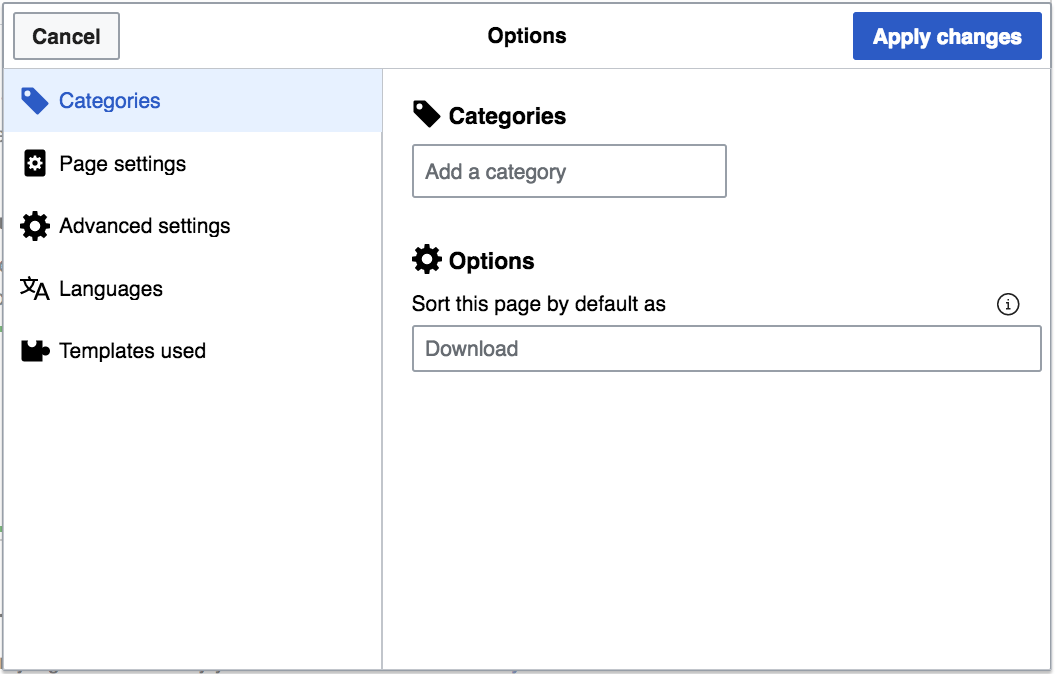 Cancel
Options
Apply changes
Categories
Page settings
Advanced settings
Languages
Templates used
Categories
Add a category
Options
Sort this page by default as
Download